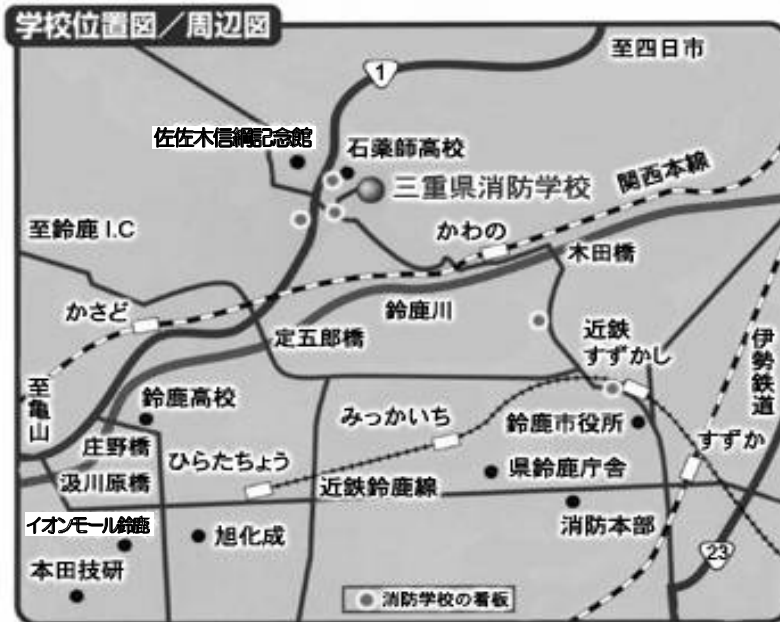 学校位置図／周辺図
至四日市
1
佐佐木信綱記念館
石薬師高校
三重県消防学校
関西本線
至鈴鹿I.C
かわの
木田橋
かさど
鈴鹿川
定五郎橋
近鉄
すずかし
伊勢鉄道
至亀山
鈴鹿高校
みっかいち
鈴鹿市役所
すずか
庄野橋
ひらたちょう
県鈴鹿庁舎
汲川原橋
近鉄鈴鹿線
イオンモール鈴鹿
旭化成
消防本部
23
本田技研
消防学校の看板